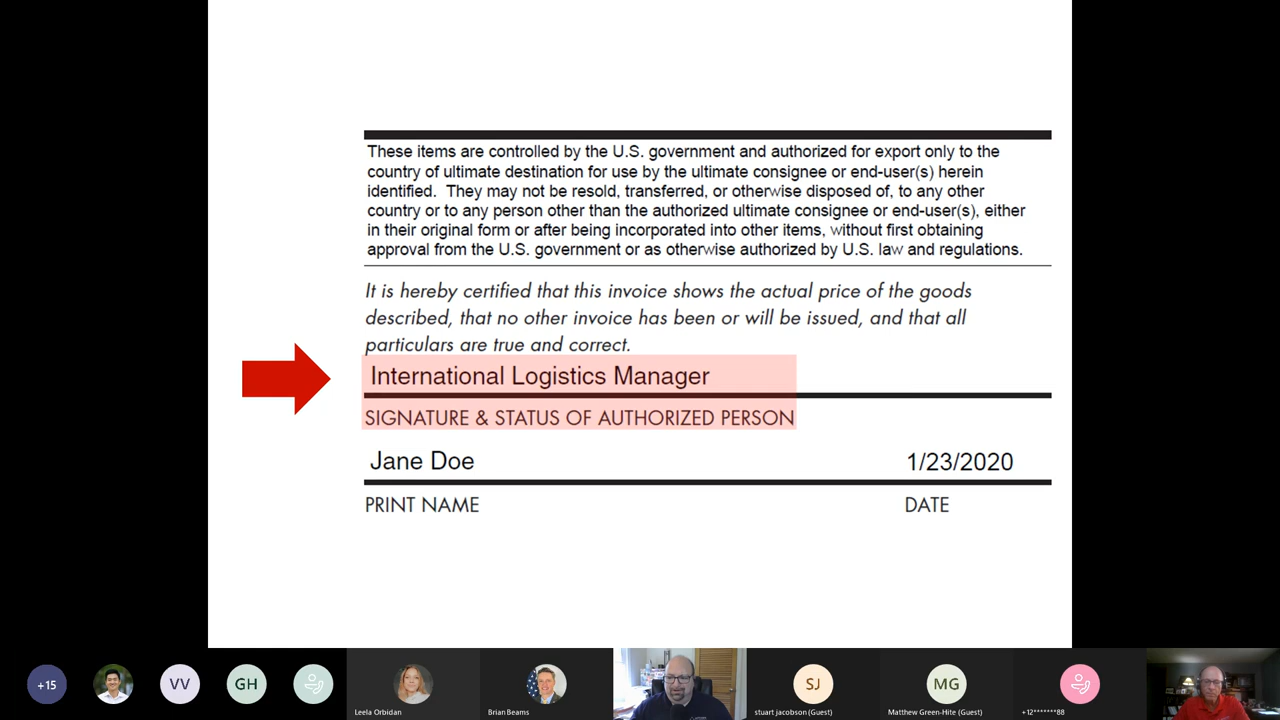 These items are controlled by the U.S. government and authorized for export only to the
country of ultimate destination for use by the ultimate consignee or end-user(s) herein
identified. They may not be resold, transferred, or otherwise disposed of, to any other
country or to any person other than the authorized ultimate consignee or end-user(s), either
in their original form or after being incorporated into other items, without first obtaining
approval from the U.S. government or as otherwise authorized by U.S. law and regulations.
It is hereby certified that this invoice shows the actual price of the goods
described, that no other invoice has been or will be issued, and that all
particulars are true and correct.
International Logistics Manager
SIGNATURE & STATUS OF AUTHORIZED PERSON
Jane Doe 1/23/2020
PRINT NAME DATE
+15 VV GH SJ MG
Leela Orbidan Brian Beams stuart jacobson (Guest) Matthew Green-Hite (Guest) +12*******88